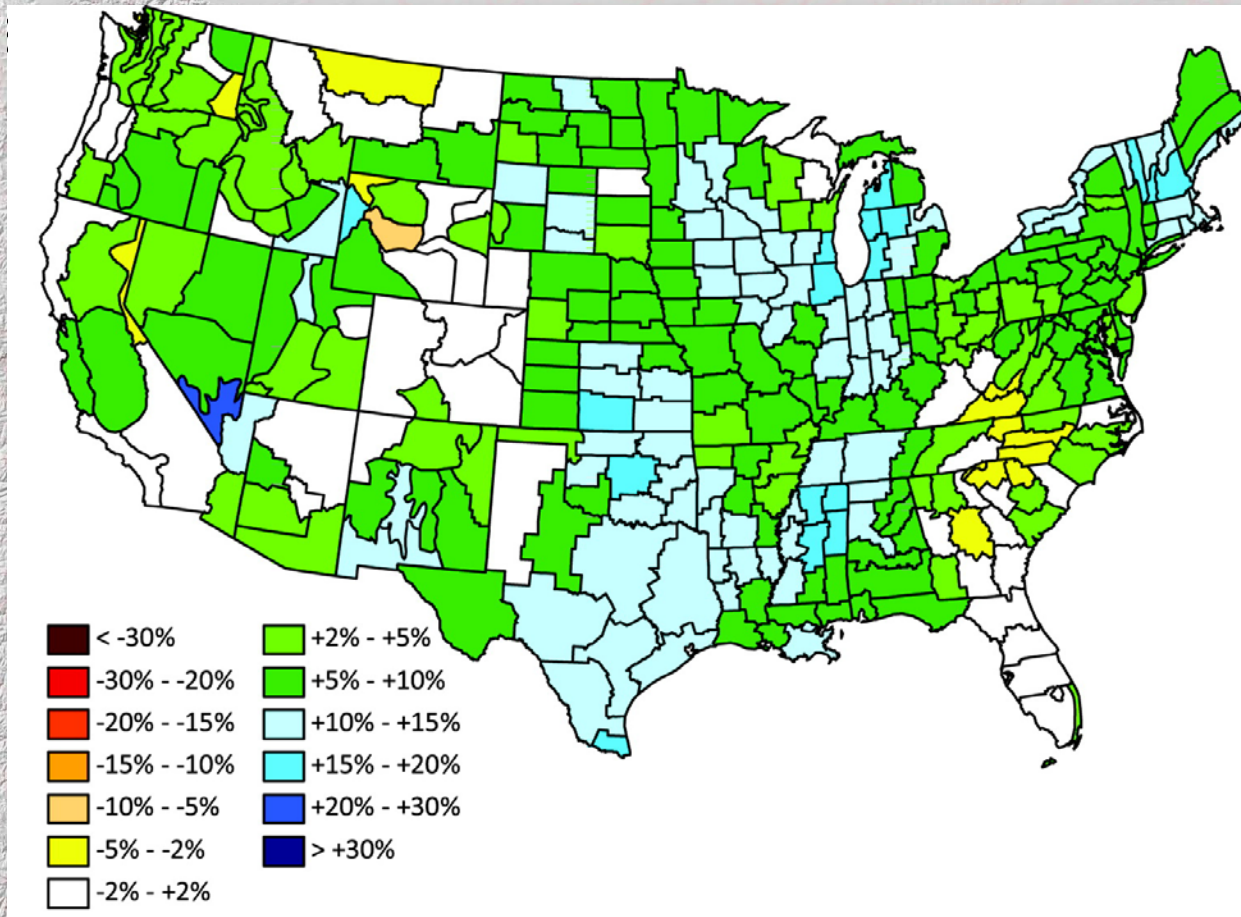 < -30%
-30% - -20%
-20% - -15%
-15% - -10%
-10% - -5%
-5% - -2%
-2% - +2%
+2% - +5%
+5% - +10%
+10% - +15%
+15% - +20%
+20% - +30%
> +30%